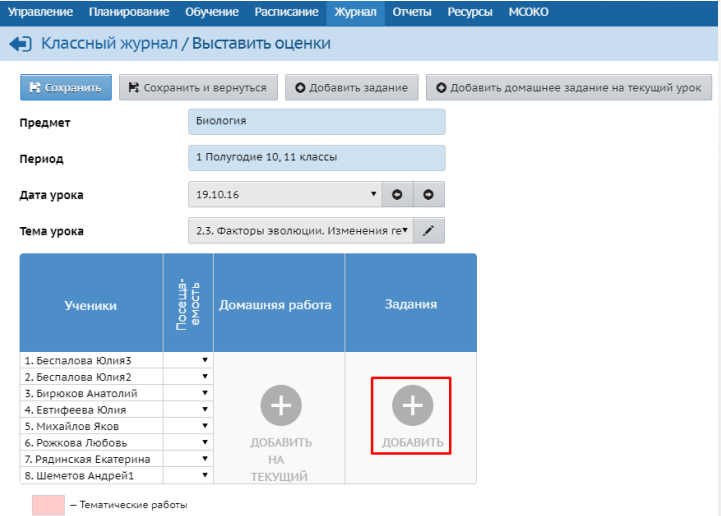 Управление Планирование Обучение Расписание Журнал Отчеты Ресурсы МСОКО
Классный журнал / Выставить оценки
Сохранить Сохранить и вернуться Добавить задание Добавить домашнее задание на текущий урок
Предмет Биология
Период 1 Полугодие 10, 11 классы
Дата урока 19.10.16
Тема урока 2.3. Факторы эволюции. Изменения ге
Ученики Посеща-емость Домашняя работа Задания
1. Беспалова Юлия3
2. Беспалова Юлия2
3. Бирюков Анатолий
4. Евтифеева Юлия
5. Михайлов Яков
6. Рожкова Любовь
7. Рядинская Екатерина
8. Шеметов Андрей1
ДОБАВИТЬ
НА
ТЕКУЩИЙ
ДОБАВИТЬ
— Тематические работы